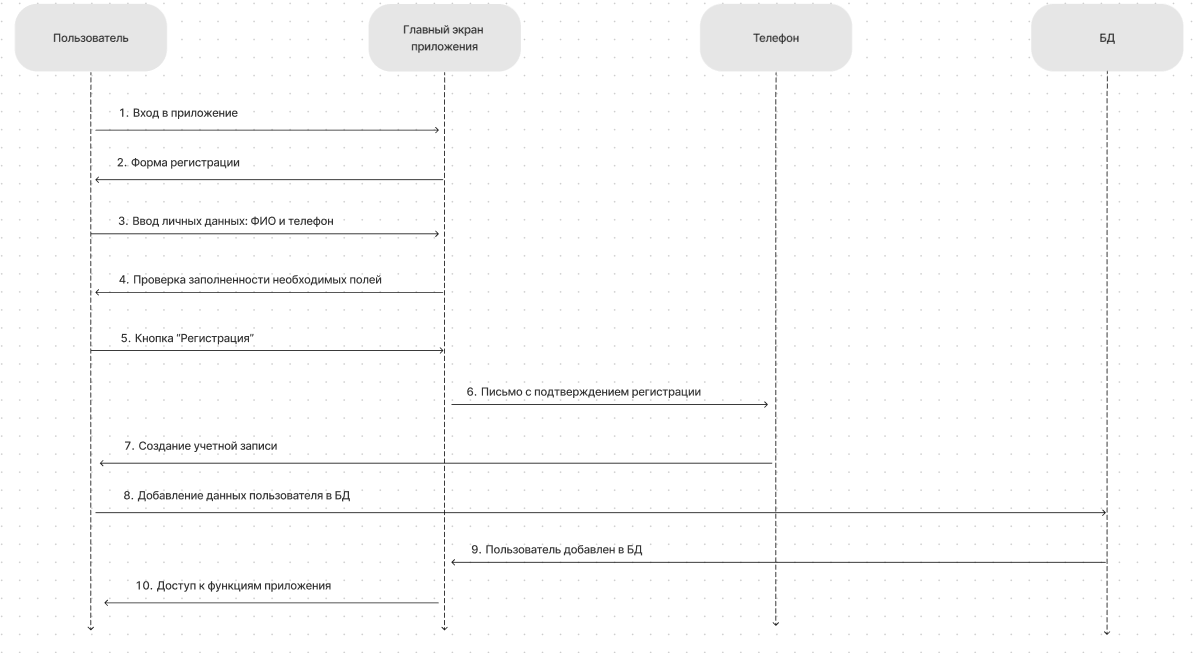 Пользователь
Главный экран
приложения
Телефон
БД
1. Вход в приложение
2. Форма регистрации
3. Ввод личных данных: ФИО и телефон
4. Проверка заполненности необходимых полей
5. Кнопка "Регистрация"
6. Письмо с подтверждением регистрации
7. Создание учетной записи
8. Добавление данных пользователя в БД
9. Пользователь добавлен в БД
10. Доступ к функциям приложения